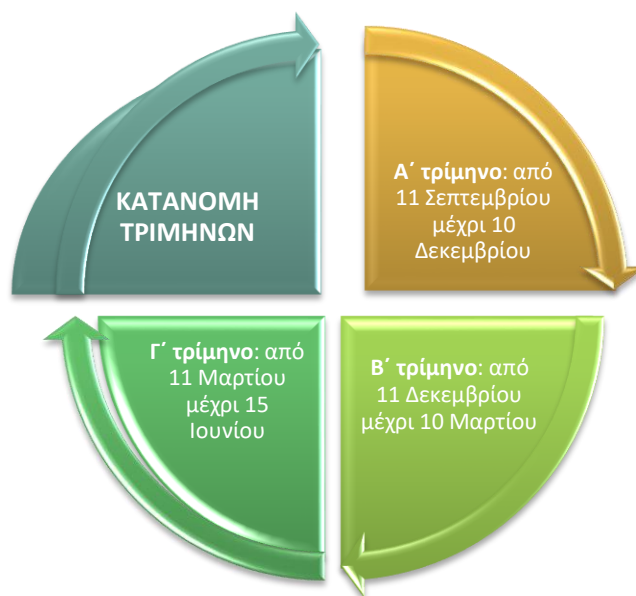 ΚΑΤΑΝΟΜΗ
ΤΡΙΜΗΝΩΝ
Α΄ τρίμηνο: από
11 Σεπτεμβρίου
μέχρι 10
Δεκεμβρίου
Β΄ τρίμηνο: από
11 Δεκεμβρίου
μέχρι 10 Μαρτίου
Γ΄ τρίμηνο: από
11 Μαρτίου
μέχρι 15
Ιουνίου